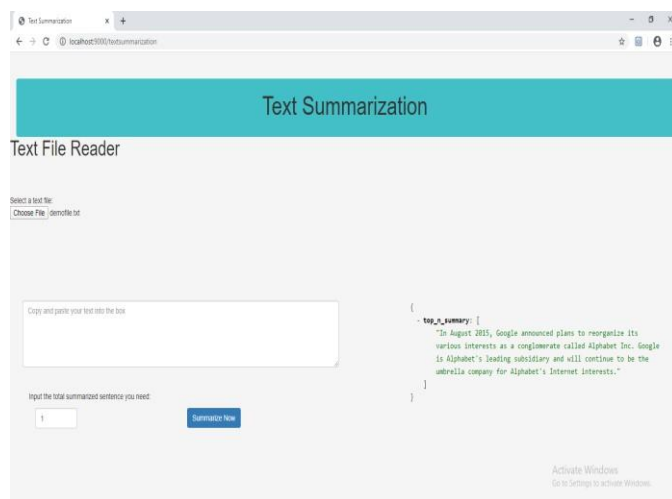 Text Summarization
localhost:9000/textsummarization
Text Summarization
Text File Reader
Select a text file:
Choose File demofile.txt
Copy and paste your text into the box
{
- top_n_summary: [
"In August 2015, Google announced plans to reorganize its
various interests as a conglomerate called Alphabet Inc. Google
is Alphabet's leading subsidiary and will continue to be the
umbrella company for Alphabet's Internet interests."
]
}
Input the total summarized sentence you need:
1
Summarize Now
Activate Windows
Go to Settings to activate Windows.